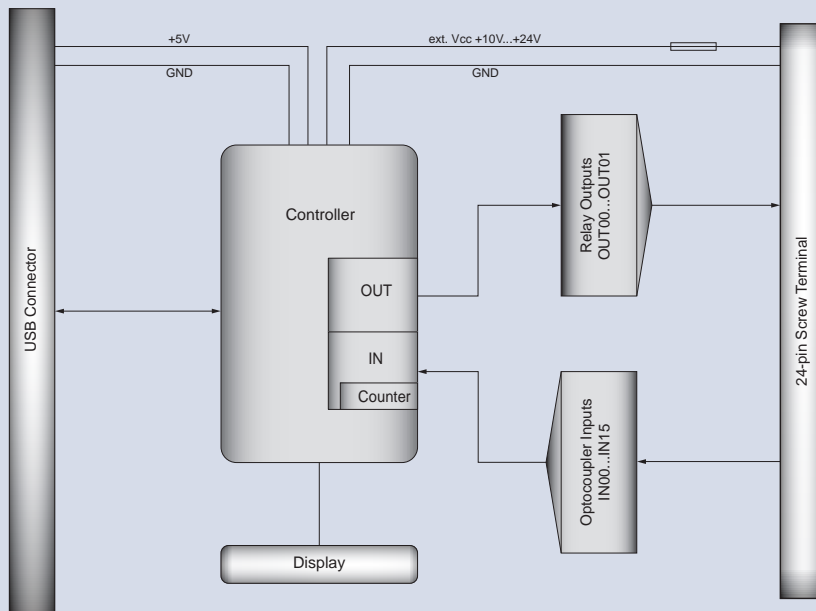 +5V
GND
ext. Vcc +10V...+24V
GND
USB Connector
Controller
OUT
IN
Counter
Display
Relay Outputs
OUT00...OUT01
Optocoupler Inputs
IN00...IN15
24-pin Screw Terminal